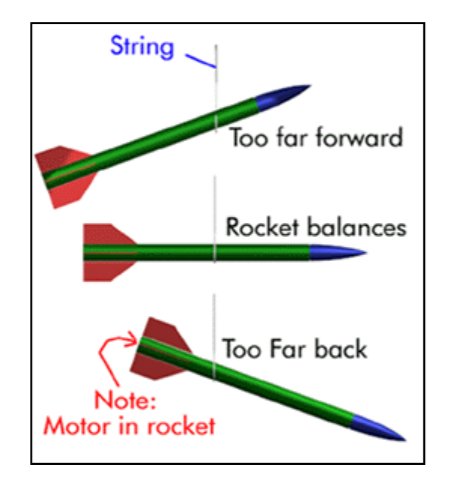 String
Too far forward
Rocket balances
Too Far back
Note:
Motor in rocket